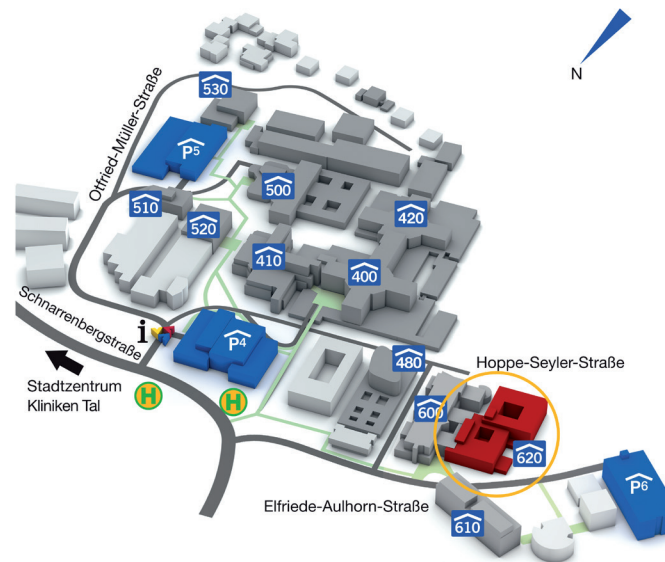 N
530
Otfried-Müller-Straße
P5
500
510
520
420
410
400
Schnarrenbergstraße
i
P4
480
Hoppe-Seyler-Straße
Stadtzentrum
Kliniken Tal
H
H
600
620
P6
Elfriede-Aulhorn-Straße
610